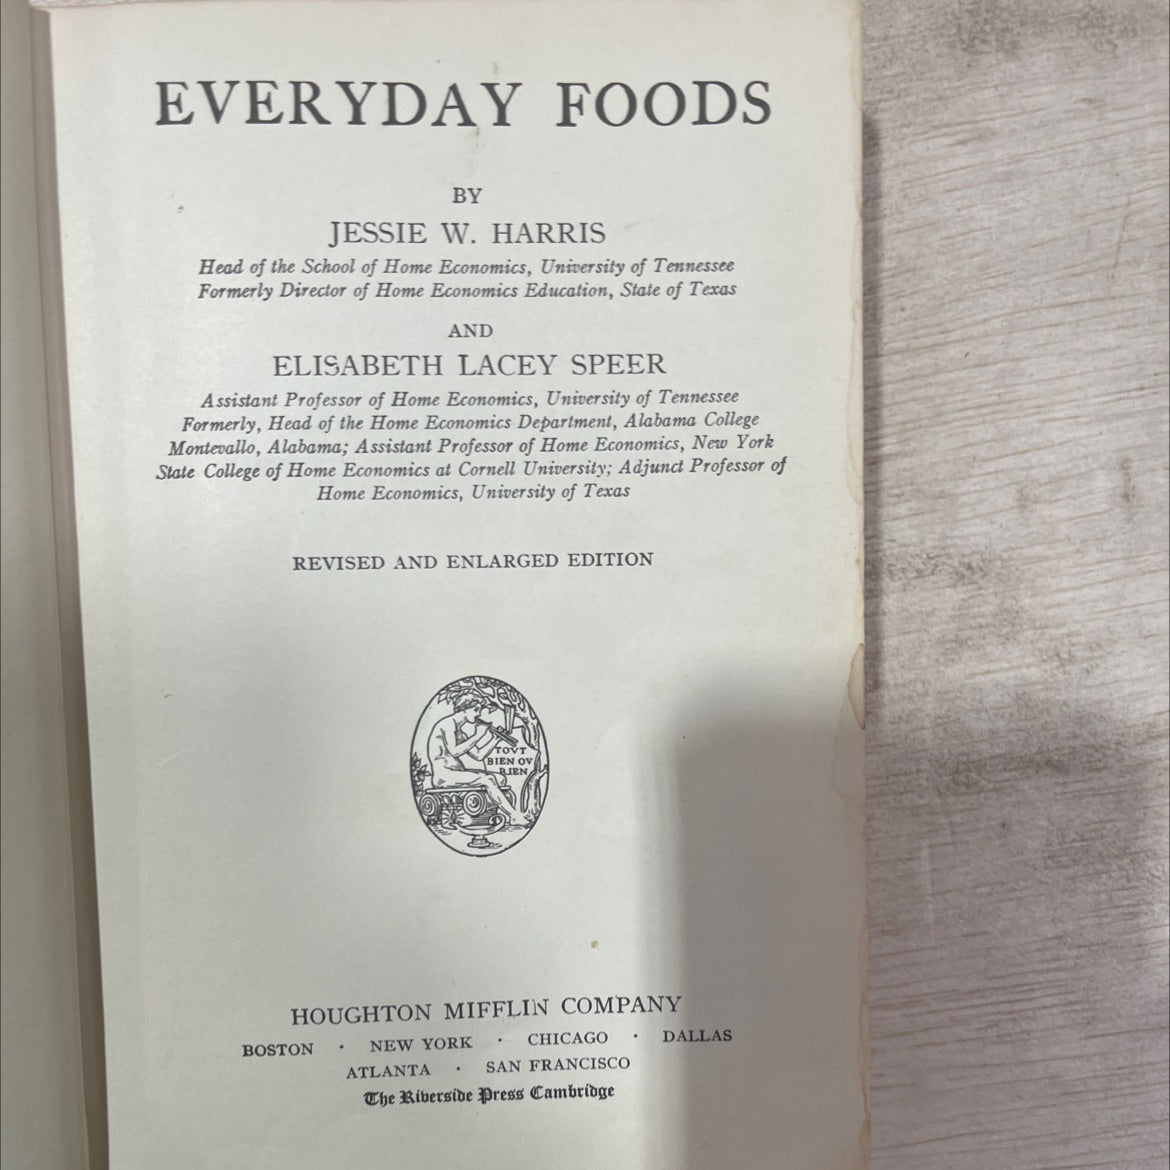 EVERYDAY FOODS
BY
JESSIE W. HARRIS
Head of the School of Home Economics, University of Tennessee
Formerly Director of Home Economics Education, State of Texas
AND
ELISABETH LACEY SPEER
Assistant Professor of Home Economics, University of Tennessee
Formerly, Head of the Home Economics Department, Alabama College
Montevallo, Alabama; Assistant Professor of Home Economics, New York
State College of Home Economics at Cornell University; Adjunct Professor of
Home Economics, University of Texas
REVISED AND ENLARGED EDITION
TOVT
BIEN OV
RIEN
HOUGHTON MIFFLIN COMPANY
BOSTON · NEW YORK · CHICAGO · DALLAS
ATLANTA · SAN FRANCISCO
The Riverside Press Cambridge